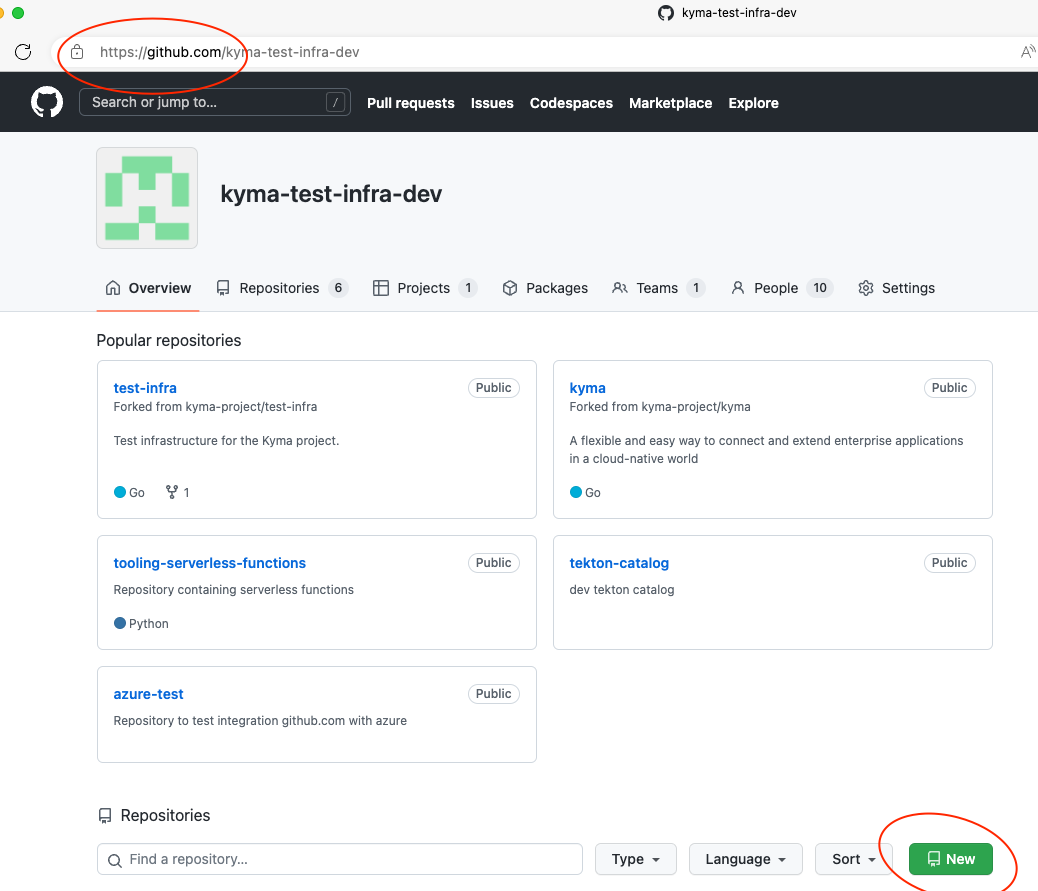 kyma-test-infra-dev
https://github.com/kyma-test-infra-dev
A
Search or jump to... /
Pull requests Issues Codespaces Marketplace Explore
kyma-test-infra-dev
Overview Repositories 6 Projects 1 Packages Teams 1 People 10 Settings
Popular repositories
test-infra Public
Forked from kyma-project/test-infra
Test infrastructure for the Kyma project.
Go 1
kyma Public
Forked from kyma-project/kyma
A flexible and easy way to connect and extend enterprise applications
in a cloud-native world
Go
tooling-serverless-functions Public
Repository containing serverless functions
Python
tekton-catalog Public
dev tekton catalog
azure-test Public
Repository to test integration github.com with azure
Repositories
Find a repository... Type Language Sort New